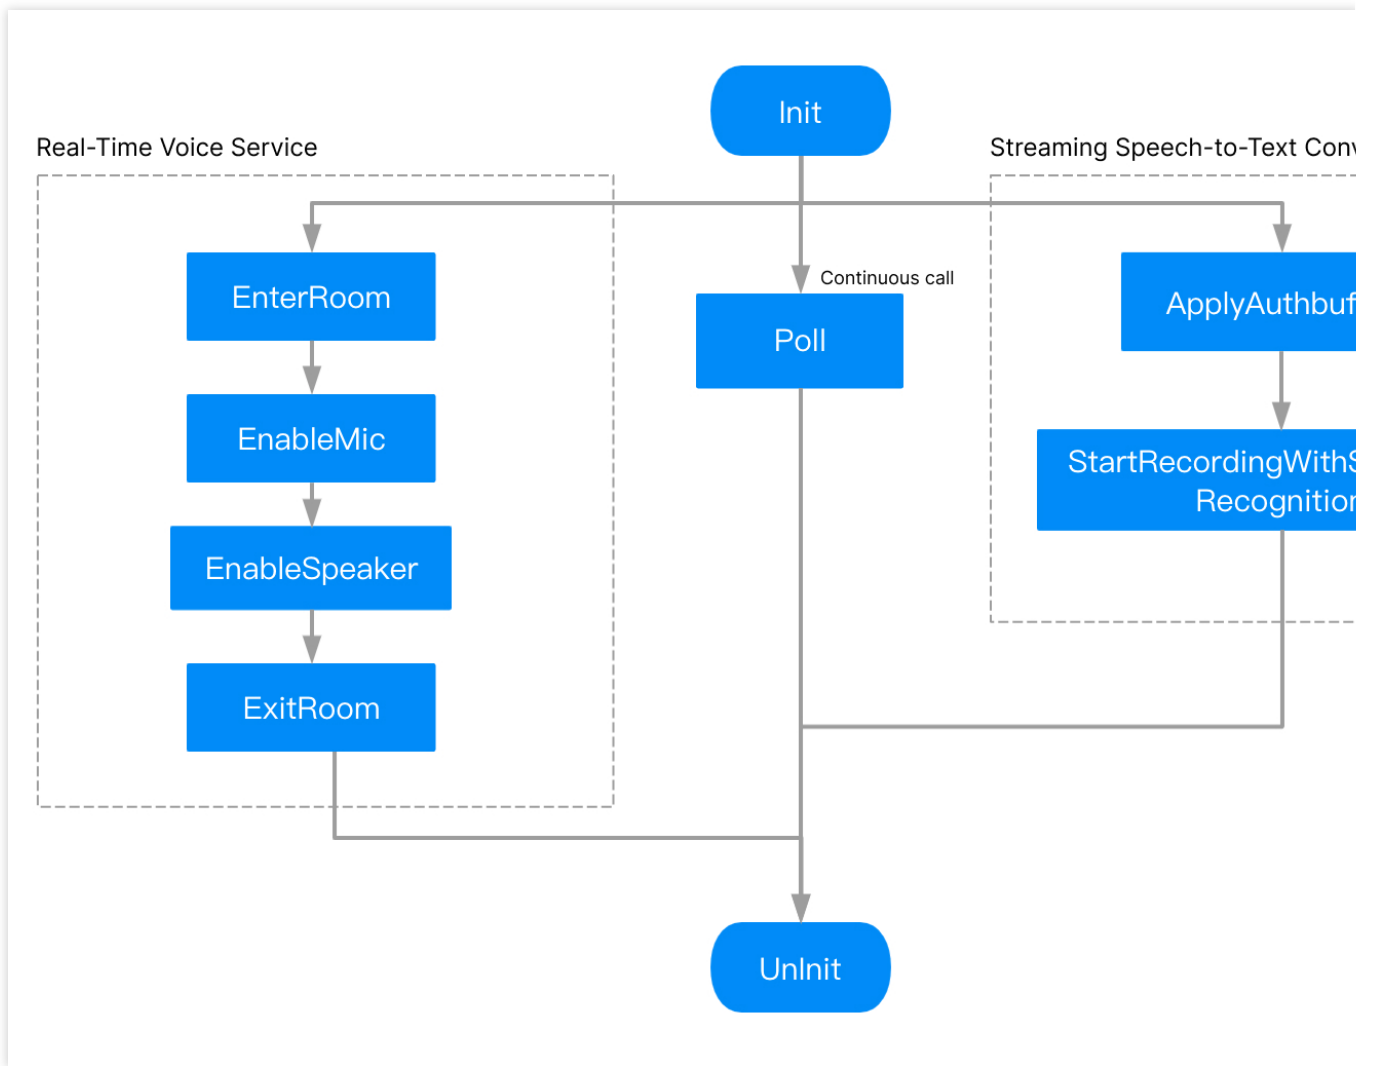 Init
Real-Time Voice Service
Streaming Speech-to-Text
EnterRoom
Continuous call
Poll
EnableMic
EnableSpeaker
ExitRoom
UnInit